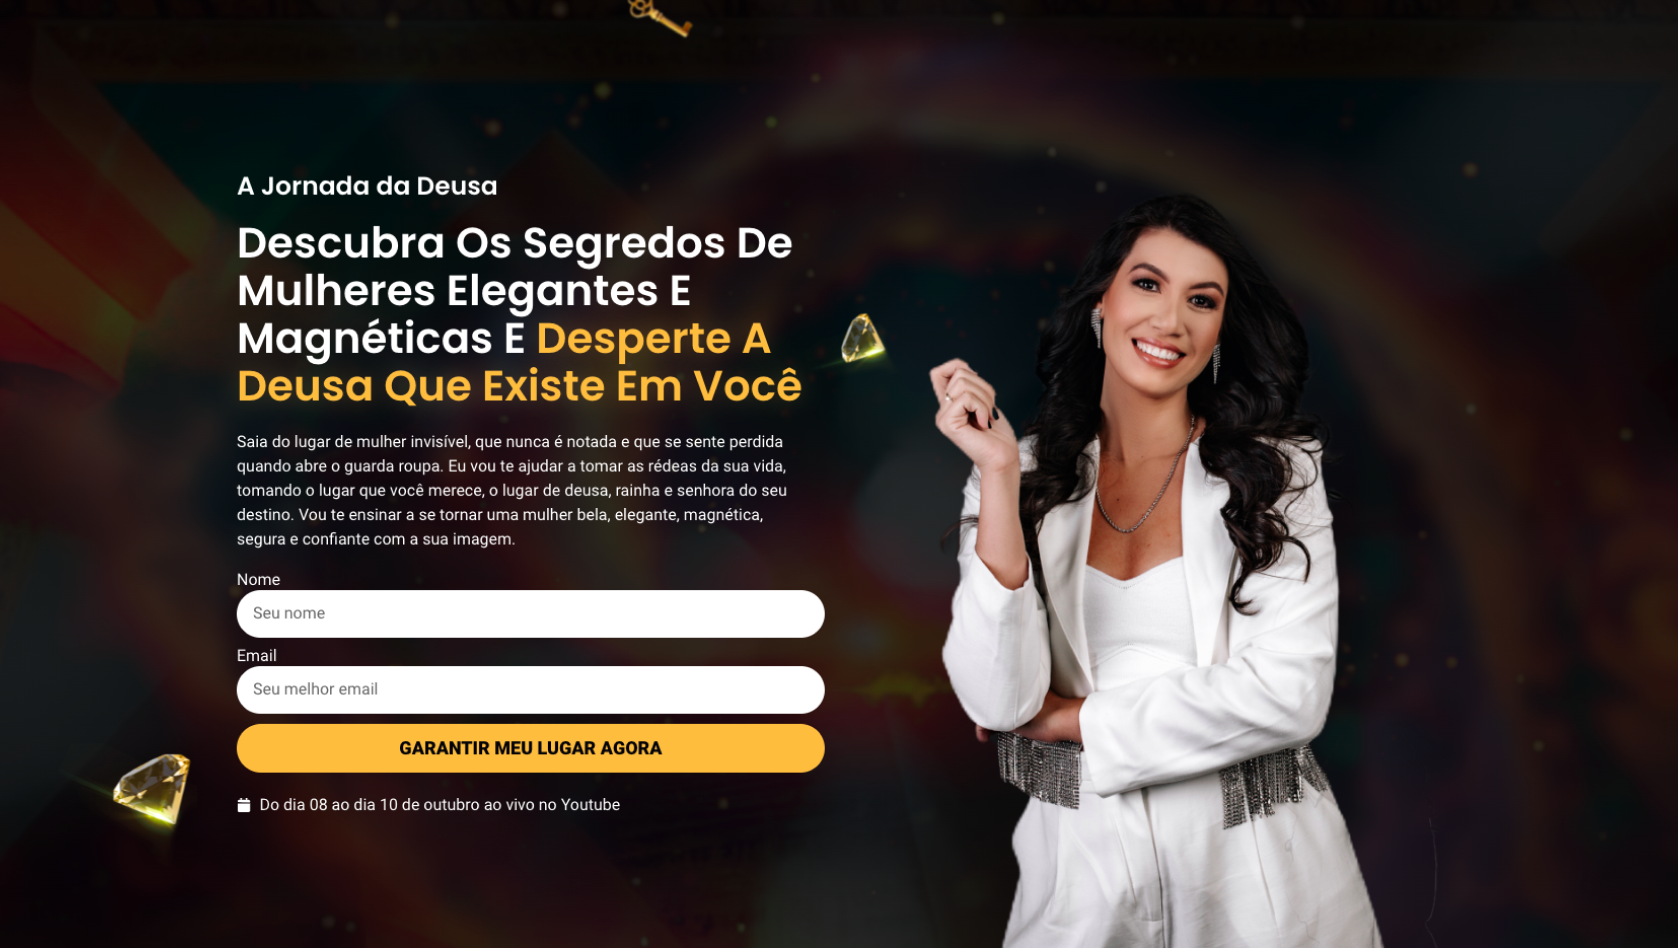 A Jornada da Deusa
Descubra Os Segredos De
Mulheres Elegantes E
Magnéticas E Desperte A
Deusa Que Existe Em Você
Saia do lugar de mulher invisível, que nunca é notada e que se sente perdida
quando abre o guarda roupa. Eu vou te ajudar a tomar as rédeas da sua vida,
tomando o lugar que você merece, o lugar de deusa, rainha e senhora do seu
destino. Vou te ensinar a se tornar uma mulher bela, elegante, magnética,
segura e confiante com a sua imagem.
Nome
Seu nome
Email
Seu melhor email
GARANTIR MEU LUGAR AGORA
Do dia 08 ao dia 10 de outubro ao vivo no Youtube